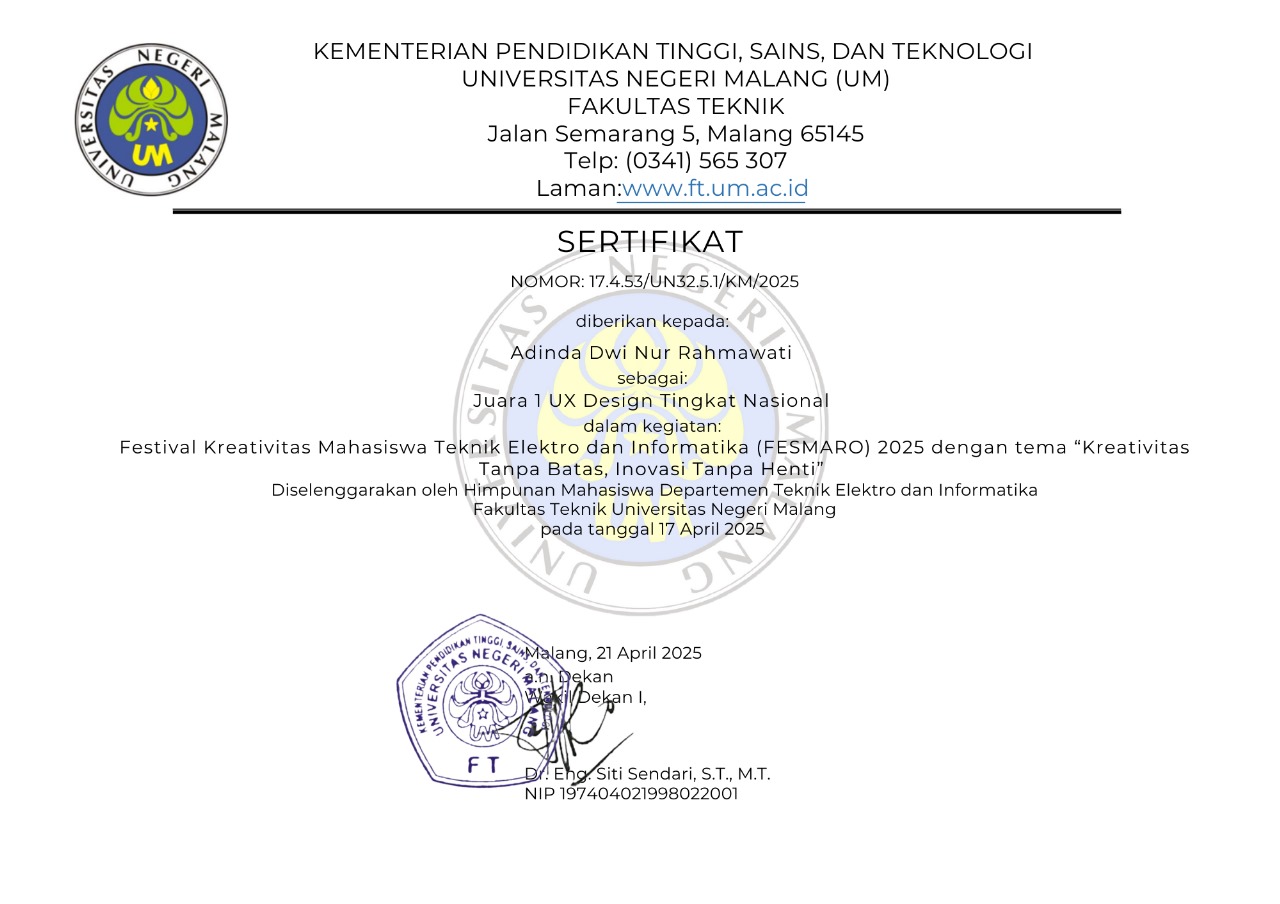 UNIVERSITAS NEGERI MALANG
UM
KEMENTERIAN PENDIDIKAN TINGGI, SAINS, DAN TEKNOLOGI
UNIVERSITAS NEGERI MALANG (UM)
FAKULTAS TEKNIK
Jalan Semarang 5, Malang 65145
Telp: (0341) 565 307
Laman:www.ft.um.ac.id
SERTIFIKAT
NOMOR: 17.4.53/UN32.5.1/KM/2025
diberikan kepada:
Adinda Dwi Nur Rahmawati
sebagai:
Juara 1 UX Design Tingkat Nasional
dalam kegiatan:
Festival Kreativitas Mahasiswa Teknik Elektro dan Informatika (FESMARO) 2025 dengan tema “Kreativitas
Tanpa Batas, Inovasi Tanpa Henti”
Diselenggarakan oleh Himpunan Mahasiswa Departemen Teknik Elektro dan Informatika
Fakultas Teknik Universitas Negeri Malang
pada tanggal 17 April 2025
UNIVERSITAS NEGERI MALANG
Malang, 21 April 2025
a.n. Dekan
Wakil Dekan I,
KEMENTERIAN PENDIDIKAN TINGGI, SAINS, DAN
UNIVERSITAS NEGERI MALANG
UM
FT
Dr. Eng. Siti Sendari, S.T., M.T.
NIP 197404021998022001